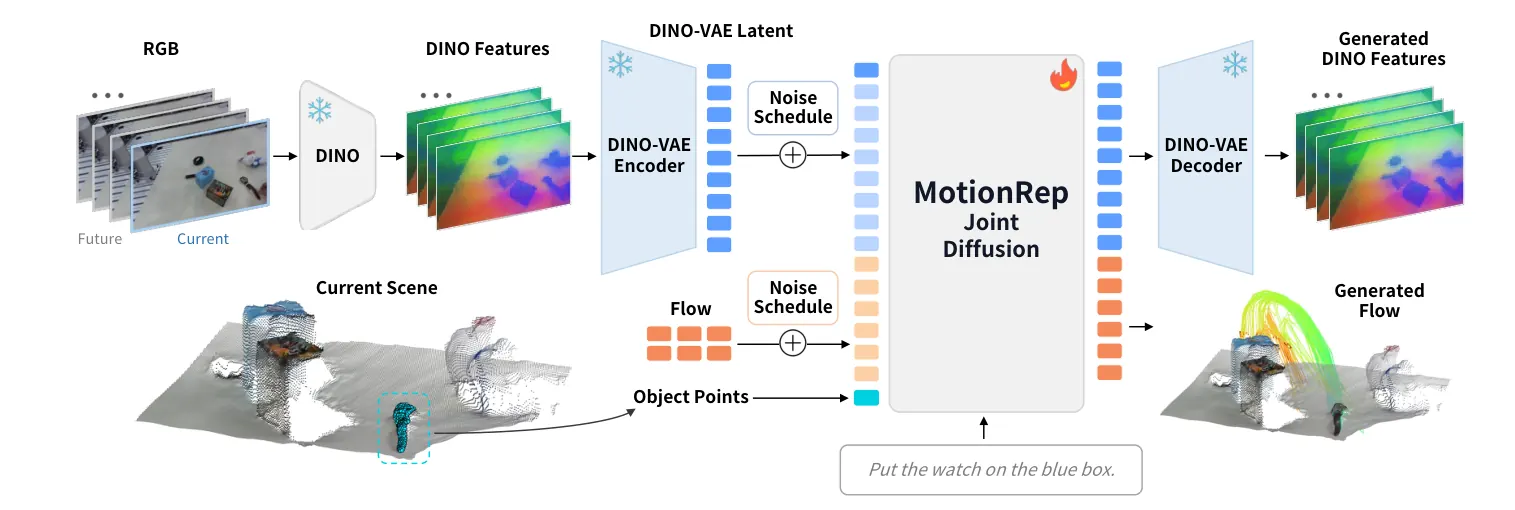 RGB
DINO Features
DINO-VAE Latent
Generated
DINO Features
DINO
DINO-VAE
Encoder
Noise
Schedule
MotionRep
Joint
Diffusion
DINO-VAE
Decoder
Future
Current
Current Scene
Flow
Noise
Schedule
Object Points
Generated
Flow
Put the watch on the blue box.